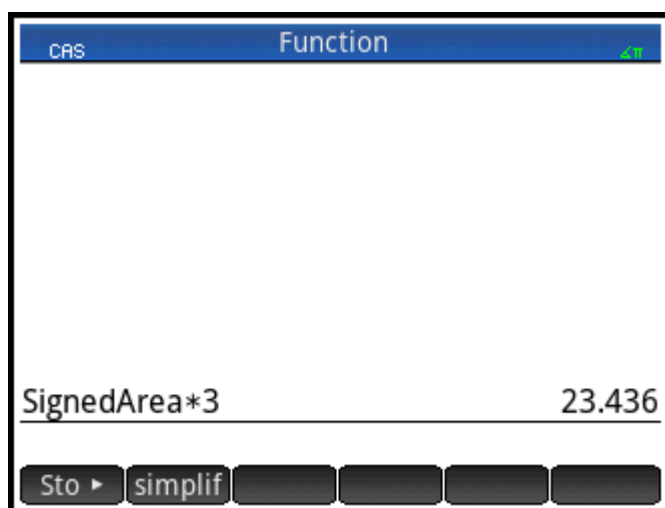 CAS Function ∡π
SignedArea*3 23.436
Sto ► simplif